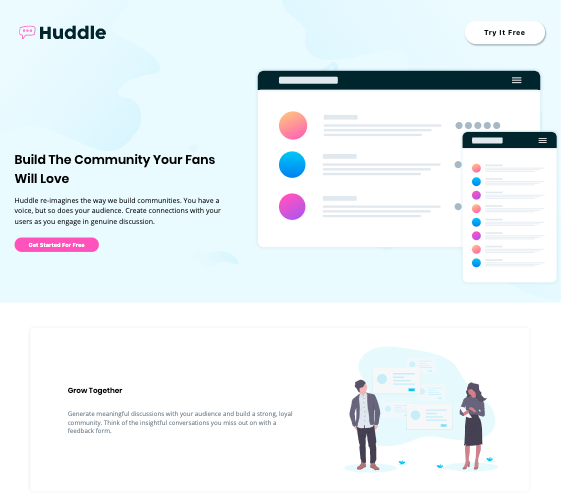 Huddle
Try It Free
Build The Community Your Fans
Will Love
Huddle re-imagines the way we build communities. You have a
voice, but so does your audience. Create connections with your
users as you engage in genuine discussion.
Get Started For Free
Grow Together
Generate meaningful discussions with your audience and build a strong, loyal
community. Think of the insightful conversations you miss out on with a
feedback form.